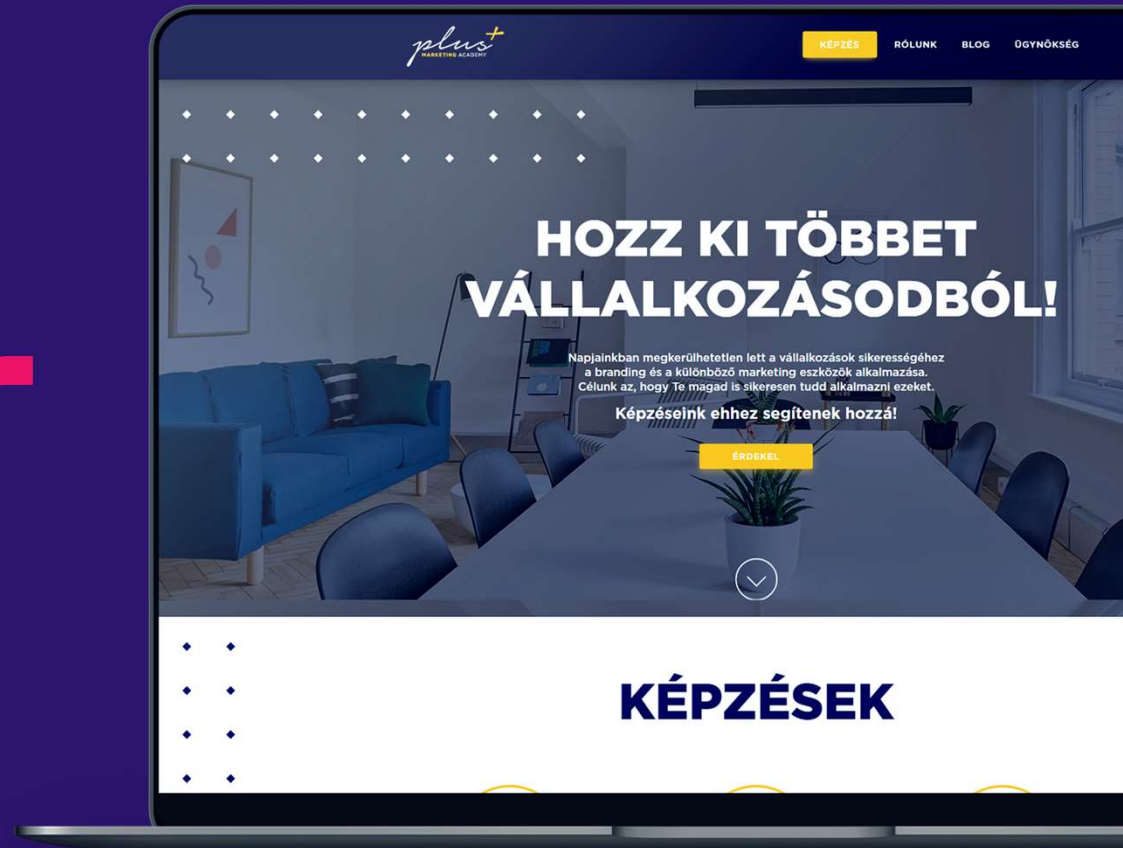 plus+
MARKETING ACADEMY
KÉPZÉS
RÓLUNK
BLOG
ÜGYNÖKSÉG
HOZZ KI TÖBBET
VÁLLALKOZÁSODBÓL!
Napjainkban megkerülhetetlen lett a vállalkozások sikerességéhez
a branding és a különböző marketing eszközök alkalmazása.
Célunk az, hogy Te magad is sikeresen tudd alkalmazni ezeket.
Képzéseink ehhez segítenek hozzá!
ÉRDEKEL
KÉPZÉSEK